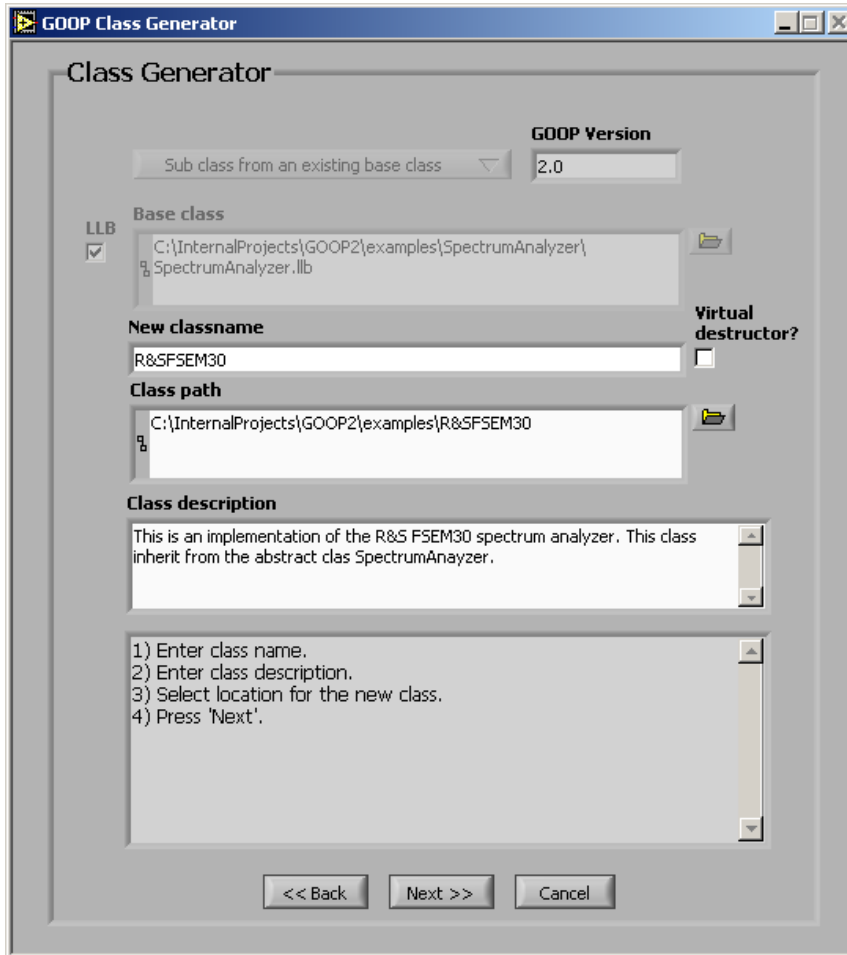 GOOP Class Generator
Class Generator
GOOP Version
Sub class from an existing base class
2.0
LLB
Base class
C:\InternalProjects\GOOP2\examples\SpectrumAnalyzer\
SpectrumAnalyzer.llb
New classname
Virtual
destructor?
R&SFSEM30
Class path
C:\InternalProjects\GOOP2\examples\R&SFSEM30
Class description
This is an implementation of the R&S FSEM30 spectrum analyzer. This class
inherit from the abstract clas SpectrumAnayzer.
1) Enter class name.
2) Enter class description.
3) Select location for the new class.
4) Press 'Next'.
<< Back
Next >>
Cancel